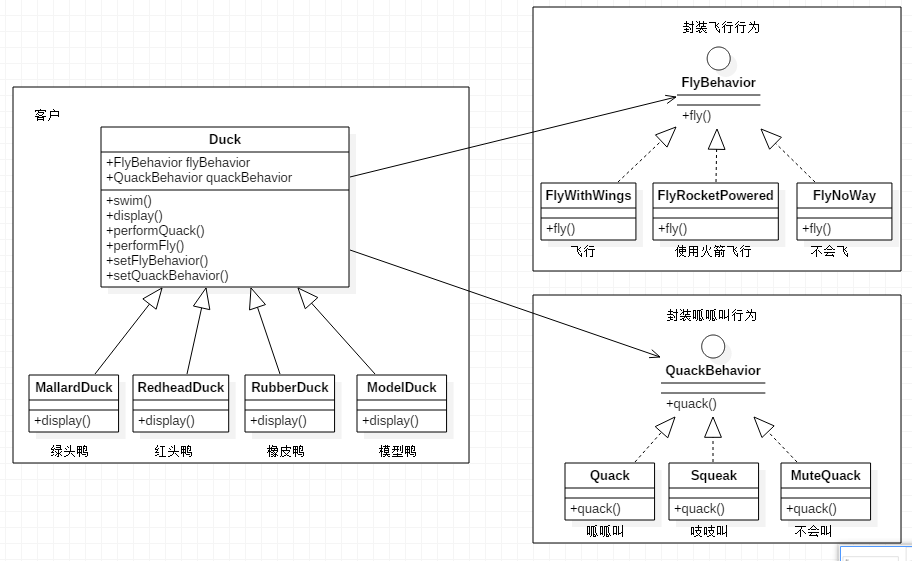 客户
Duck
+FlyBehavior flyBehavior
+QuackBehavior quackBehavior
+swim()
+display()
+performQuack()
+performFly()
+setFlyBehavior()
+setQuackBehavior()
MallardDuck
+display()
绿头鸭
RedheadDuck
+display()
红头鸭
RubberDuck
+display()
橡皮鸭
ModelDuck
+display()
模型鸭
封装飞行行为
FlyBehavior
+fly()
FlyWithWings
+fly()
飞行
FlyRocketPowered
+fly()
使用火箭飞行
FlyNoWay
+fly()
不会飞
封装呱呱叫行为
QuackBehavior
+quack()
Quack
+quack()
呱呱叫
Squeak
+quack()
吱吱叫
MuteQuack
+quack()
不会叫